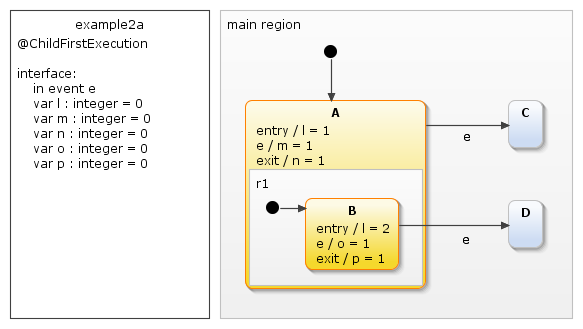 example2a
@ChildFirstExecution
interface:
in event e
var l : integer = 0
var m : integer = 0
var n : integer = 0
var o : integer = 0
var p : integer = 0
main region
A
entry / l = 1
e / m = 1
exit / n = 1
r1
B
entry / l = 2
e / o = 1
exit / p = 1
e
C
e
D